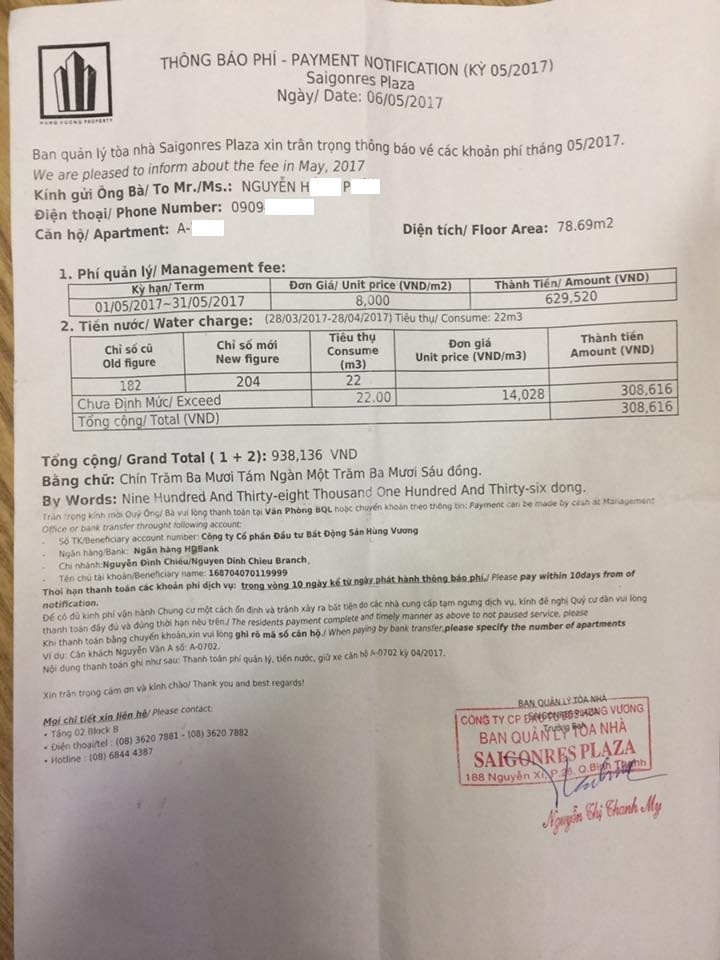 HUNG VUONG PROPERTY
THÔNG BÁO PHÍ - PAYMENT NOTIFICATION (KỲ 05/2017)
Saigonres Plaza
Ngày/ Date: 06/05/2017
Ban quản lý tòa nhà Saigonres Plaza xin trân trọng thông báo về các khoản phí tháng 05/2017.
We are pleased to inform about the fee in May, 2017
Kính gửi Ông Bà/ To Mr./Ms.: NGUYỄN H P
Điện thoại/ Phone Number: 0909
Căn hộ/ Apartment: A- Diện tích/ Floor Area: 78.69m2
1. Phí quản lý/ Management fee:
Kỳ hạn/ Term Đơn Giá/ Unit price (VND/m2) Thành Tiền/ Amount (VND)
01/05/2017~31/05/2017 8,000 629,520
2. Tiền nước/ Water charge: (28/03/2017-28/04/2017) Tiêu thụ/ Consume: 22m3
Chỉ số cũ Old figure Chỉ số mới New figure Tiêu thụ Consume (m3) Đơn giá Unit price (VND/m3) Thành tiền Amount (VND)
182 204 22
Chưa Định Mức/ Exceed 22.00 14,028 308,616
Tổng cộng/ Total (VND) 308,616
Tổng cộng/ Grand Total ( 1 + 2): 938,136 VND
Bằng chữ: Chín Trăm Ba Mươi Tám Ngàn Một Trăm Ba Mươi Sáu đồng.
By Words: Nine Hundred And Thirty-eight Thousand One Hundred And Thirty-six dong.
Trân trọng kính mời Quý Ông/ Bà vui lòng thanh toán tại Văn Phòng BQL hoặc chuyển khoản theo thông tin: Payment can be made by cash at Management
Office or bank transfer throught following account:
- Số TK/Beneficiary account number: Công ty Cổ phần Đầu tư Bất Động Sản Hùng Vương
- Ngân hàng/Bank: Ngân hàng HDBank
- Chi nhánh:Nguyễn Đình Chiểu/Nguyen Dinh Chieu Branch,
- Tên chủ tài khoản/Beneficiary name: 168704070119999
Thời hạn thanh toán các khoản phí dịch vụ: trong vòng 10 ngày kể từ ngày phát hành thông báo phí./ Please pay within 10days from of
notification.
Để có đủ kinh phí vận hành Chung cư một cách ổn định và tránh xảy ra bất tiện do các nhà cung cấp tạm ngưng dịch vụ, kính đề nghị Quý cư dân vui lòng
thanh toán đầy đủ và đúng thời hạn nêu trên./ The residents payment complete and timely manner as above to not paused service, please
Khi thanh toán bằng chuyển khoản,xin vui lòng ghi rõ mã số căn hộ./ When paying by bank transfer,please specify the number of apartments
Ví dụ: Căn khách Nguyễn Văn A số: A-0702.
Nội dung thanh toán ghi như sau: Thanh toán phí quản lý, tiền nước, giữ xe căn hộ A-0702 kỳ 04/2017.
Xin trân trọng cám ơn và kính chào/ Thank you and best regards!
Mọi chi tiết xin liên hệ/ Please contact:
• Tầng 02 Block B
• Điện thoại/tel : (08) 3620 7881 - (08) 3620 7882
• Hotline : (08) 6844 4387
BAN QUẢN LÝ TÒA NHÀ
SAIGONRES PLAZA
Trưởng Ban
CÔNG TY CP ĐẦU TƯ BĐS HÙNG VƯƠNG
BAN QUẢN LÝ TÒA NHÀ
SAIGONRES PLAZA
188 Nguyễn Xí, P.26, Q.Bình Thạnh
Nguyễn Thị Thanh My